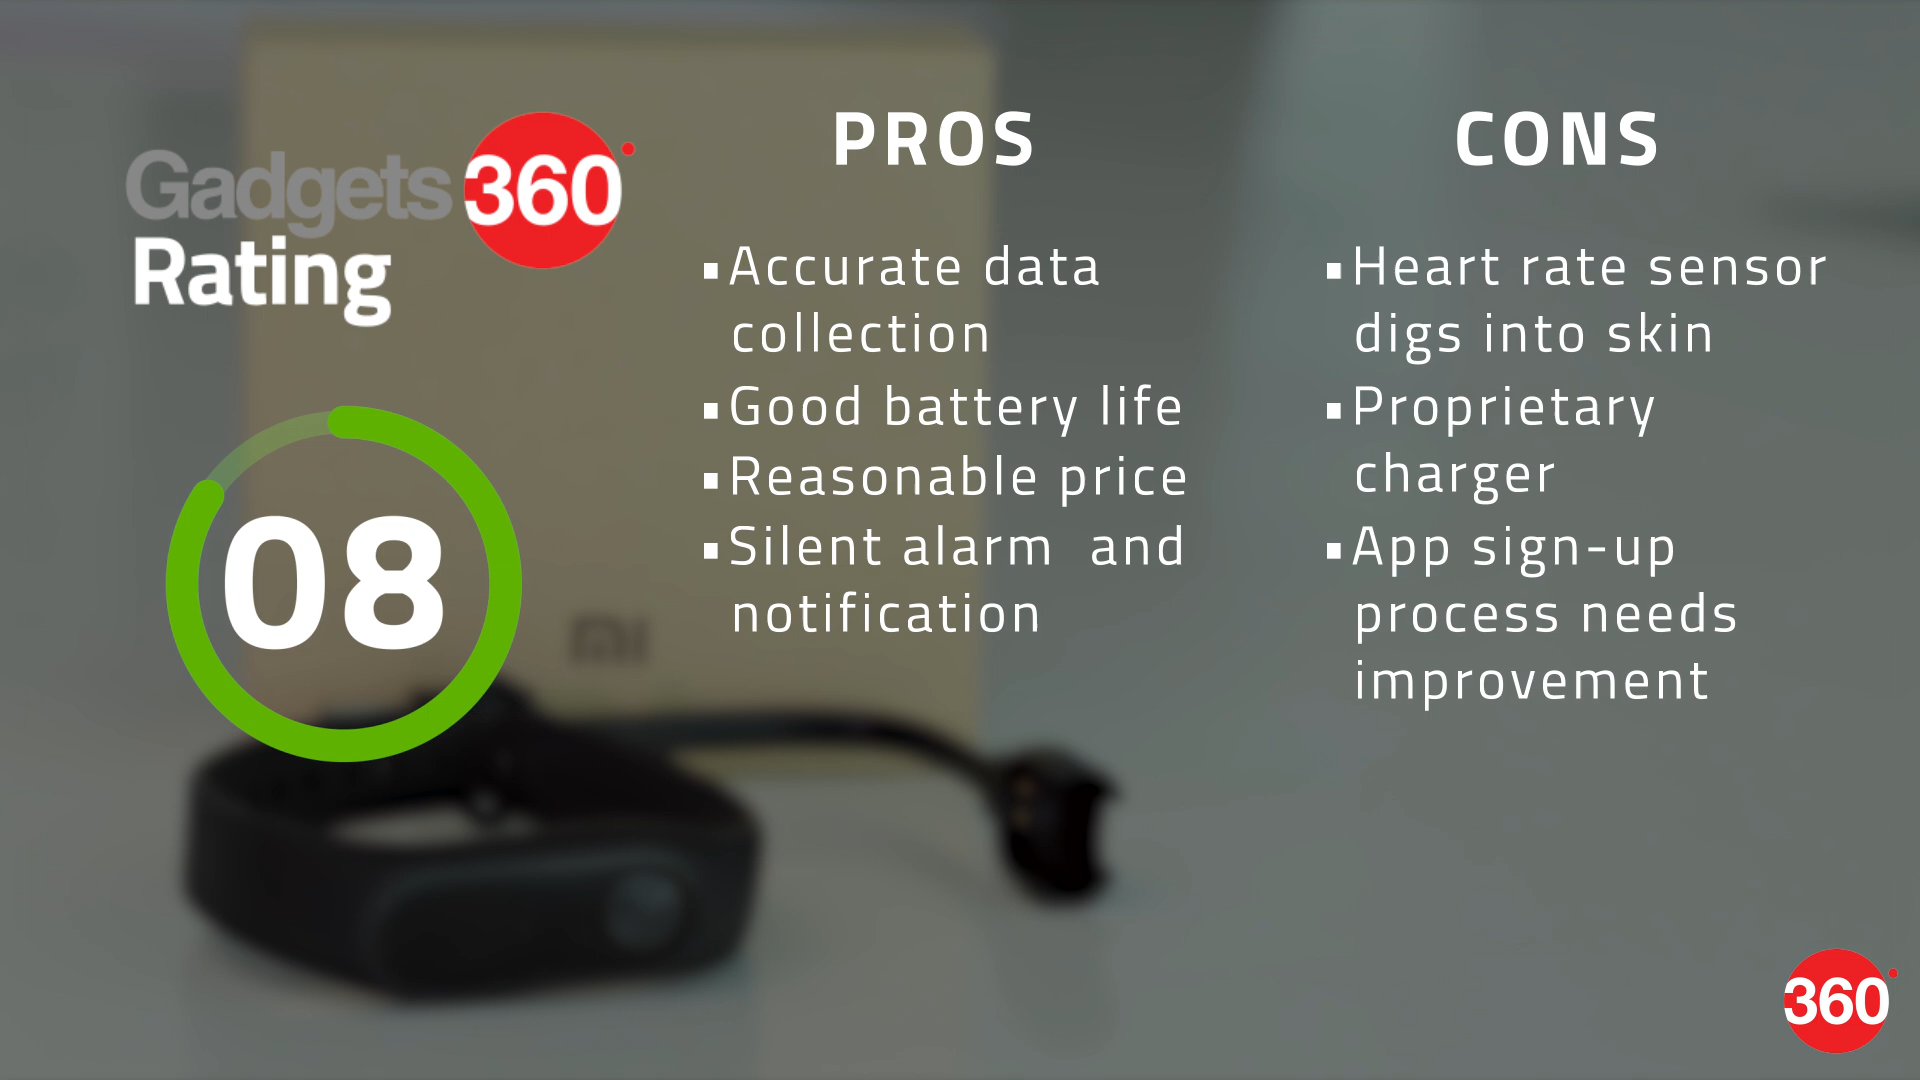 Gadgets 360
Rating
08
PROS
▪Accurate data
collection
▪Good battery life
▪Reasonable price
▪Silent alarm and
notification
CONS
▪Heart rate sensor
digs into skin
▪Proprietary
charger
▪App sign-up
process needs
improvement
mi
360